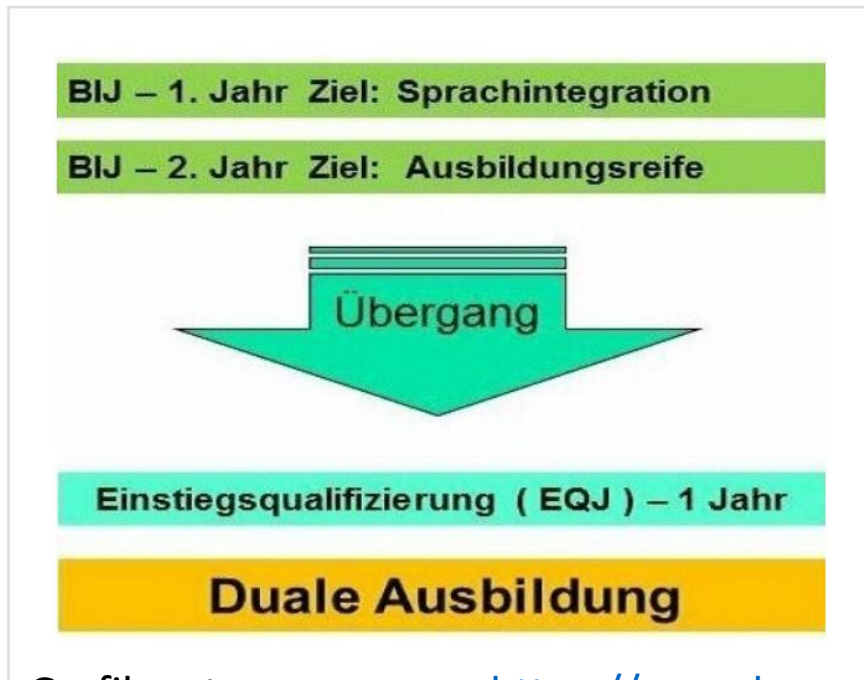 BIJ – 1. Jahr Ziel: Sprachintegration
BIJ – 2. Jahr Ziel: Ausbildungsreife
Übergang
Einstiegsqualifizierung ( EQJ ) – 1 Jahr
Duale Ausbildung